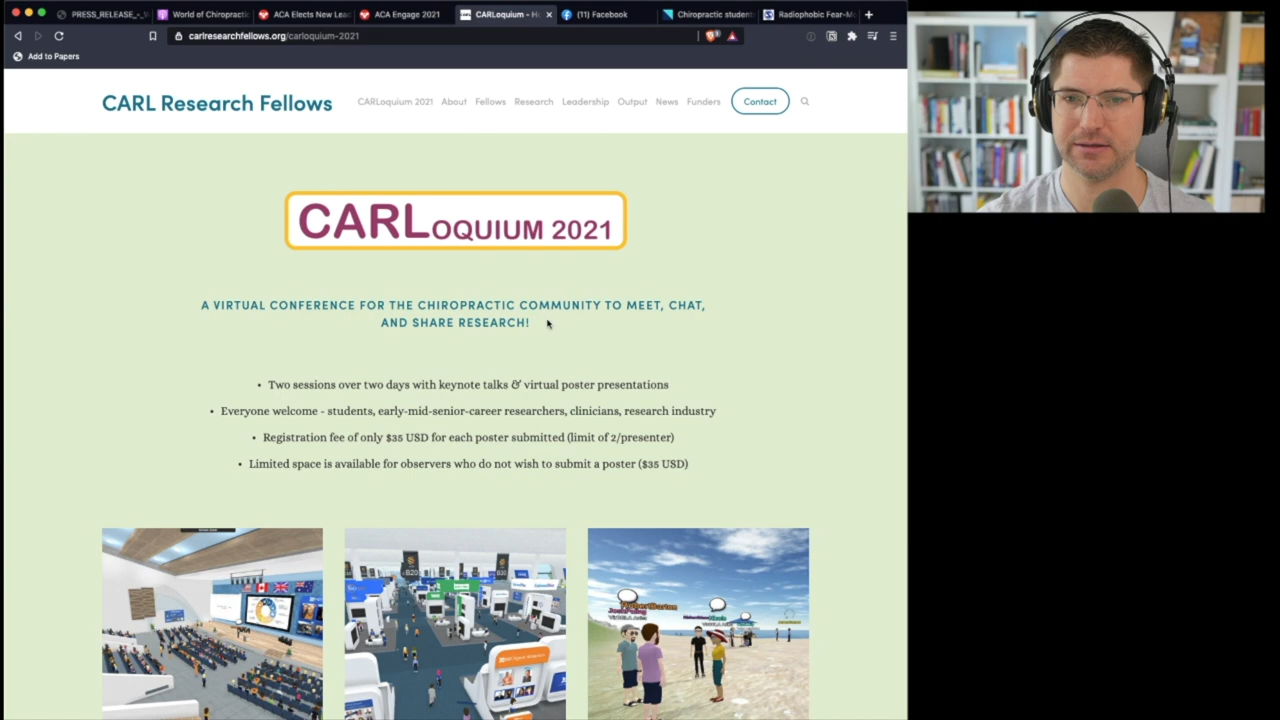 PRESS_RELEASE_-_
World of Chiropractic
ACA Elects New Lead
ACA Engage 2021
CARLoquium - H
(11) Facebook
Chiropractic student
Radiophobic Fear-M
carlresearchfellows.org/carloquium-2021
Add to Papers
CARL Research Fellows
CARLoquium 2021 About Fellows Research Leadership Output News Funders Contact
CARLOQUIUM 2021
A VIRTUAL CONFERENCE FOR THE CHIROPRACTIC COMMUNITY TO MEET, CHAT,
AND SHARE RESEARCH!
• Two sessions over two days with keynote talks & virtual poster presentations
• Everyone welcome - students, early-mid-senior-career researchers, clinicians, research industry
• Registration fee of only $35 USD for each poster submitted (limit of 2/presenter)
• Limited space is available for observers who do not wish to submit a poster ($35 USD)
B20